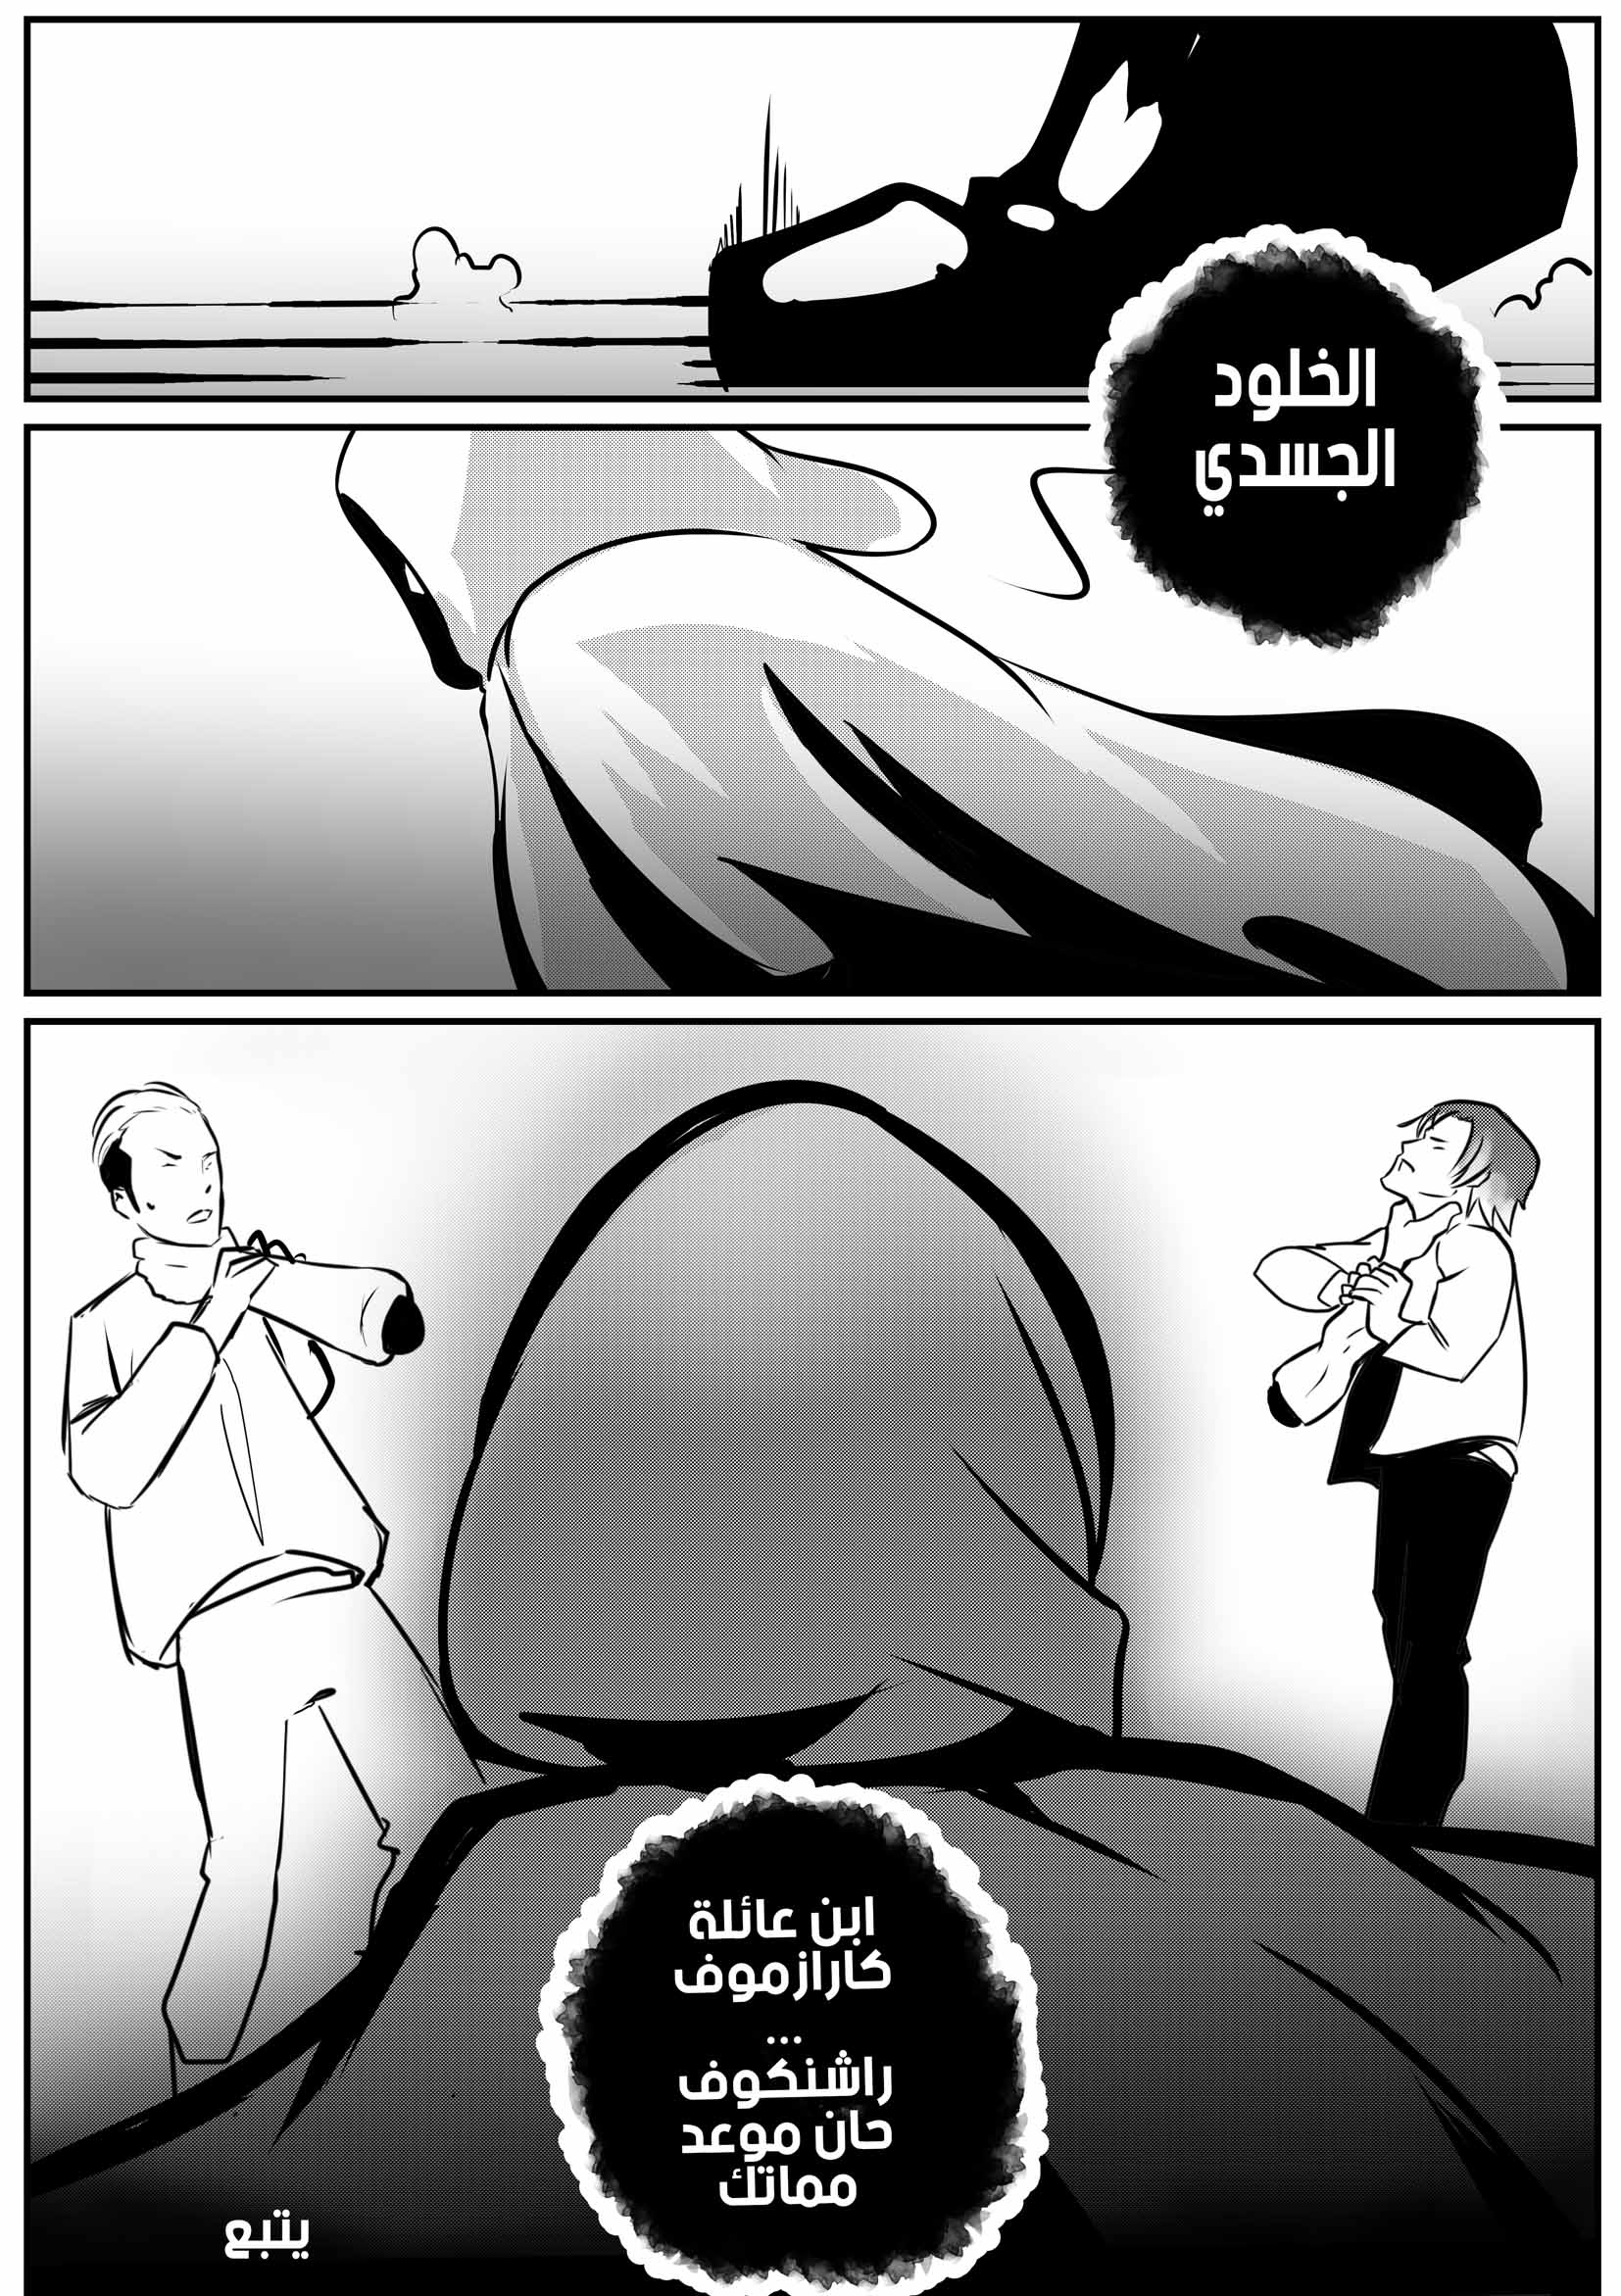 الخلود
الجسدي
ابن عائلة
كارازموف
...
راشنكوف
حان موعد
مماتك
يتبع